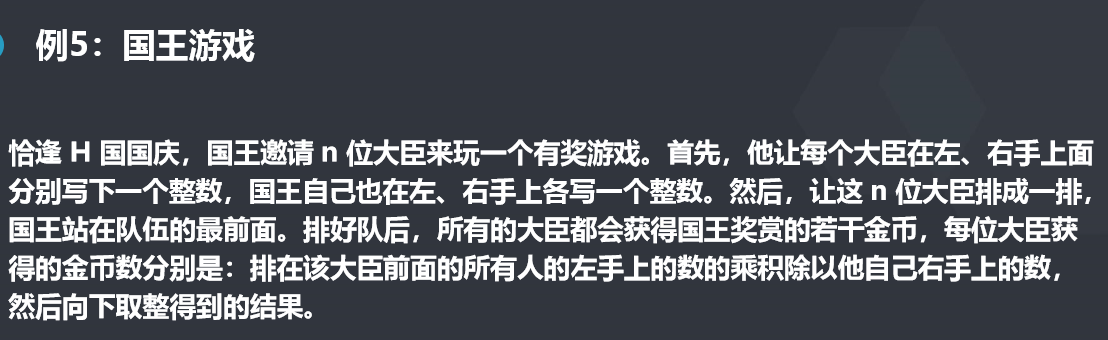 例5：国王游戏
恰逢 H 国国庆，国王邀请 n 位大臣来玩一个有奖游戏。首先，他让每个大臣在左、右手上面
分别写下一个整数，国王自己也在左、右手上各写一个整数。然后，让这 n 位大臣排成一排，
国王站在队伍的最前面。排好队后，所有的大臣都会获得国王奖赏的若干金币，每位大臣获
得的金币数分别是：排在该大臣前面的所有人的左手上的数的乘积除以他自己右手上的数，
然后向下取整得到的结果。